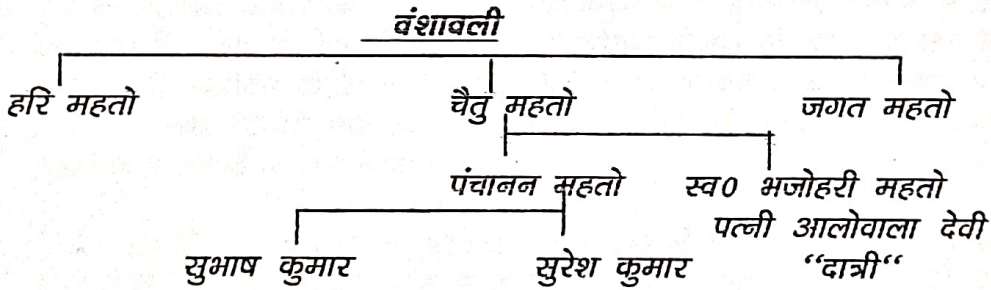 वंशावली
हरि महतो चैतु महतो जगत महतो
पंचानन महतो स्व0 भजोहरी महतो
पत्नी आलोवाला देवी
सुभाष कुमार सुरेश कुमार “दात्री“